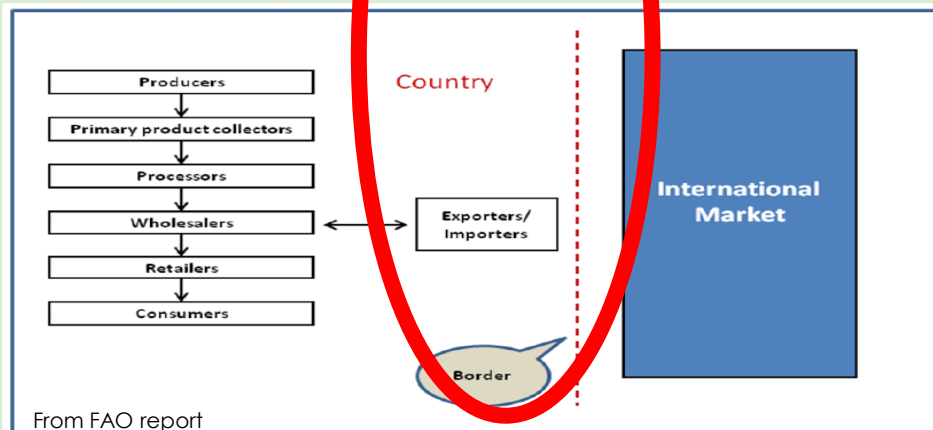 Producers
Primary product collectors
Processors
Wholesalers
Retailers
Consumers
Country
Exporters/
Importers
Border
International
Market
From FAO report